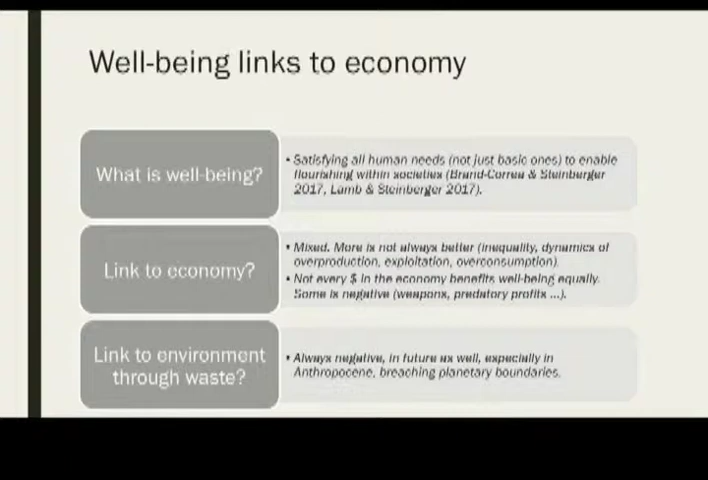 Well-being links to economy
What is well-being?
• Satisfying all human needs (not just basic ones) to enable
flourishing within societies (Brand-Correa & Steinberger
2017, Lamb & Steinberger 2017).
Link to economy?
• Mixed. More is not always better (inequality, dynamics of
overproduction, exploitation, overconsumption).
• Not every $ in the economy benefits well-being equally.
Some is negative (weapons, predatory profits ...).
Link to environment
through waste?
• Always negative, in future as well, especially in
Anthropocene, breaching planetary boundaries.